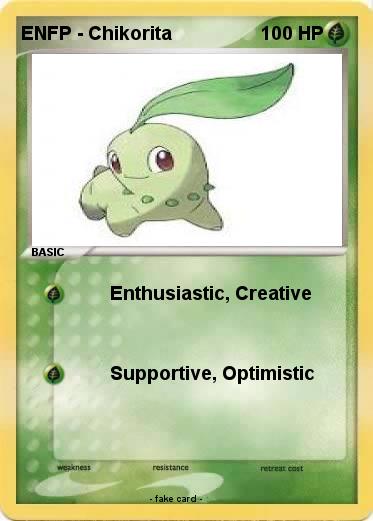 ENFP - Chikorita 100 HP
BASIC
Enthusiastic, Creative
Supportive, Optimistic
weakness resistance retreat cost
- fake card -